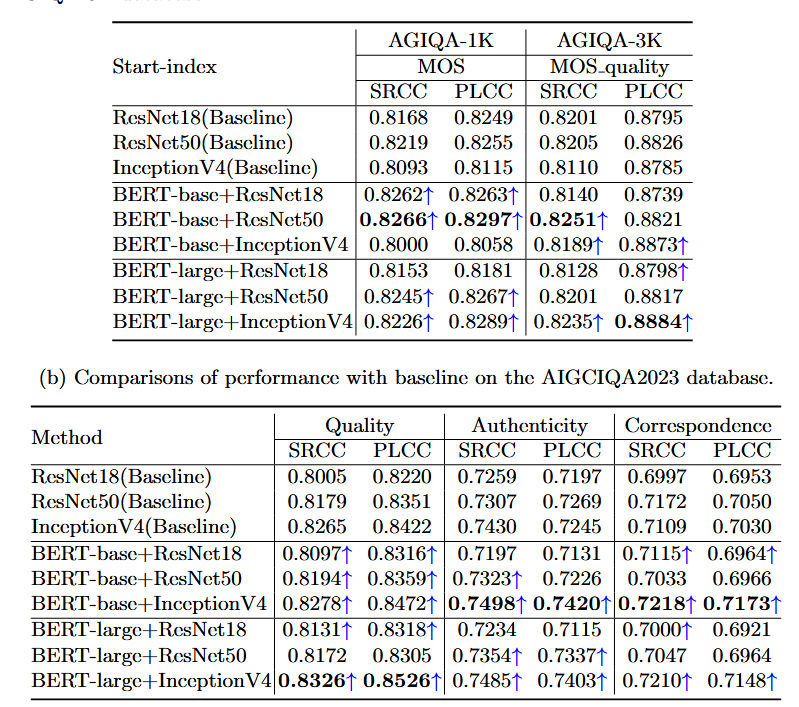 AGIQA-1K AGIQA-3K
Start-index MOS MOS_quality
SRCC PLCC SRCC PLCC
ResNet18(Baseline) 0.8168 0.8249 0.8201 0.8795
ResNet50(Baseline) 0.8219 0.8255 0.8205 0.8826
InceptionV4(Baseline) 0.8093 0.8115 0.8110 0.8785
BERT-base+ResNet18 0.8262↑ 0.8263↑ 0.8140 0.8739
BERT-base+ResNet50 0.8266↑ 0.8297↑ 0.8251↑ 0.8821
BERT-base+InceptionV4 0.8000 0.8058 0.8189↑ 0.8873↑
BERT-large+ResNet18 0.8153 0.8181 0.8128 0.8798↑
BERT-large+ResNet50 0.8245↑ 0.8267↑ 0.8201 0.8817
BERT-large+InceptionV4 0.8226↑ 0.8289↑ 0.8235↑ 0.8884↑
(b) Comparisons of performance with baseline on the AIGCIQA2023 database.
Method Quality Authenticity Correspondence
SRCC PLCC SRCC PLCC SRCC PLCC
ResNet18(Baseline) 0.8005 0.8220 0.7259 0.7197 0.6997 0.6953
ResNet50(Baseline) 0.8179 0.8351 0.7307 0.7269 0.7172 0.7050
InceptionV4(Baseline) 0.8265 0.8422 0.7430 0.7245 0.7109 0.7030
BERT-base+ResNet18 0.8097↑ 0.8316↑ 0.7197 0.7131 0.7115↑ 0.6964↑
BERT-base+ResNet50 0.8194↑ 0.8359↑ 0.7323↑ 0.7226 0.7033 0.6966
BERT-base+InceptionV4 0.8278↑ 0.8472↑ 0.7498↑ 0.7420↑ 0.7218↑ 0.7173↑
BERT-large+ResNet18 0.8131↑ 0.8318↑ 0.7234 0.7115 0.7000↑ 0.6921
BERT-large+ResNet50 0.8172 0.8305 0.7354↑ 0.7337↑ 0.7047 0.6964
BERT-large+InceptionV4 0.8326↑ 0.8526↑ 0.7485↑ 0.7403↑ 0.7210↑ 0.7148↑